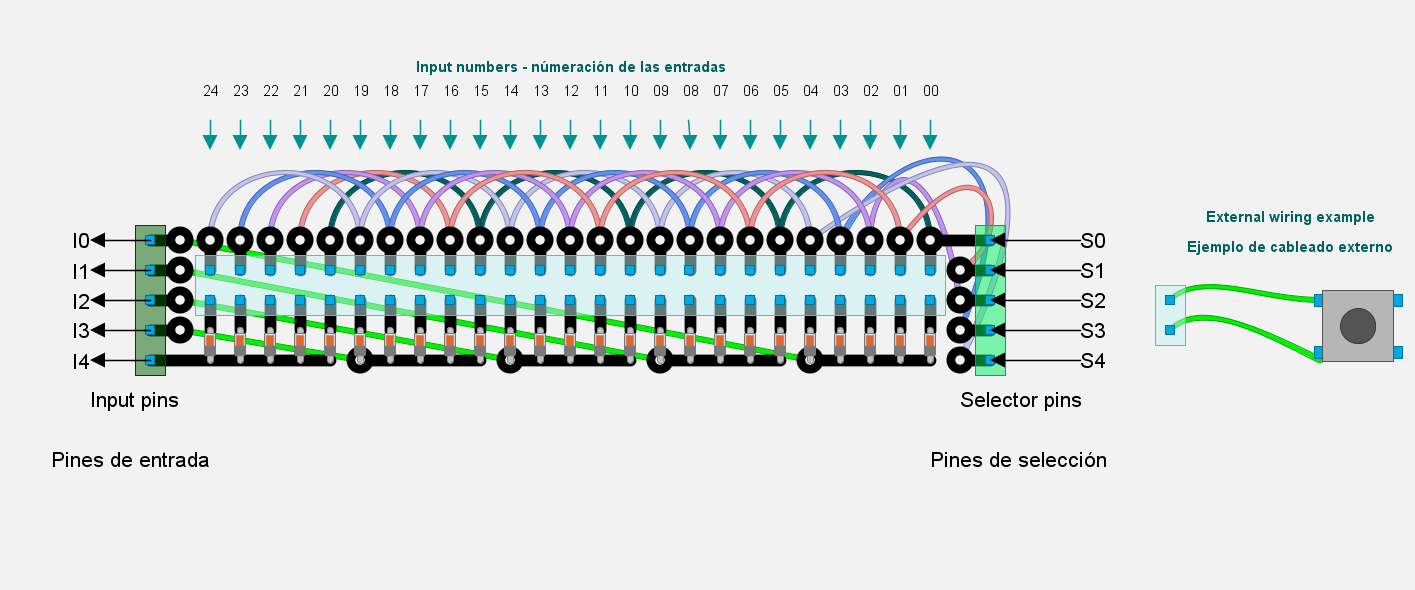 Input numbers - númeración de las entradas
24 23 22 21 20 19 18 17 16 15 14 13 12 11 10 09 08 07 06 05 04 03 02 01 00
I0 S0
I1 S1
I2 S2
I3 S3
I4 S4
Input pins Selector pins
Pines de entrada Pines de selección
External wiring example
Ejemplo de cableado externo